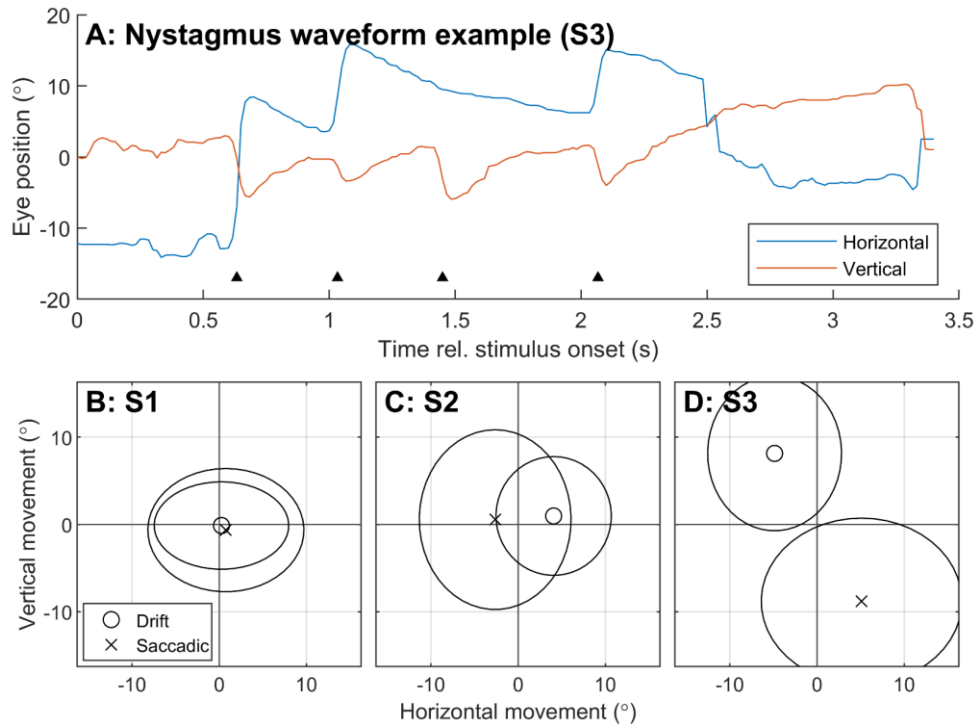 A: Nystagmus waveform example (S3)
Eye position (°)
20
10
0
-10
-20
Horizontal
Vertical
0 0.5 1 1.5 2 2.5 3 3.5
Time rel. stimulus onset (s)
B: S1 C: S2 D: S3
Vertical movement (°)
10
0
-10
Drift
Saccadic
-10 0 10 -10 0 10 -10 0 10
Horizontal movement (°)